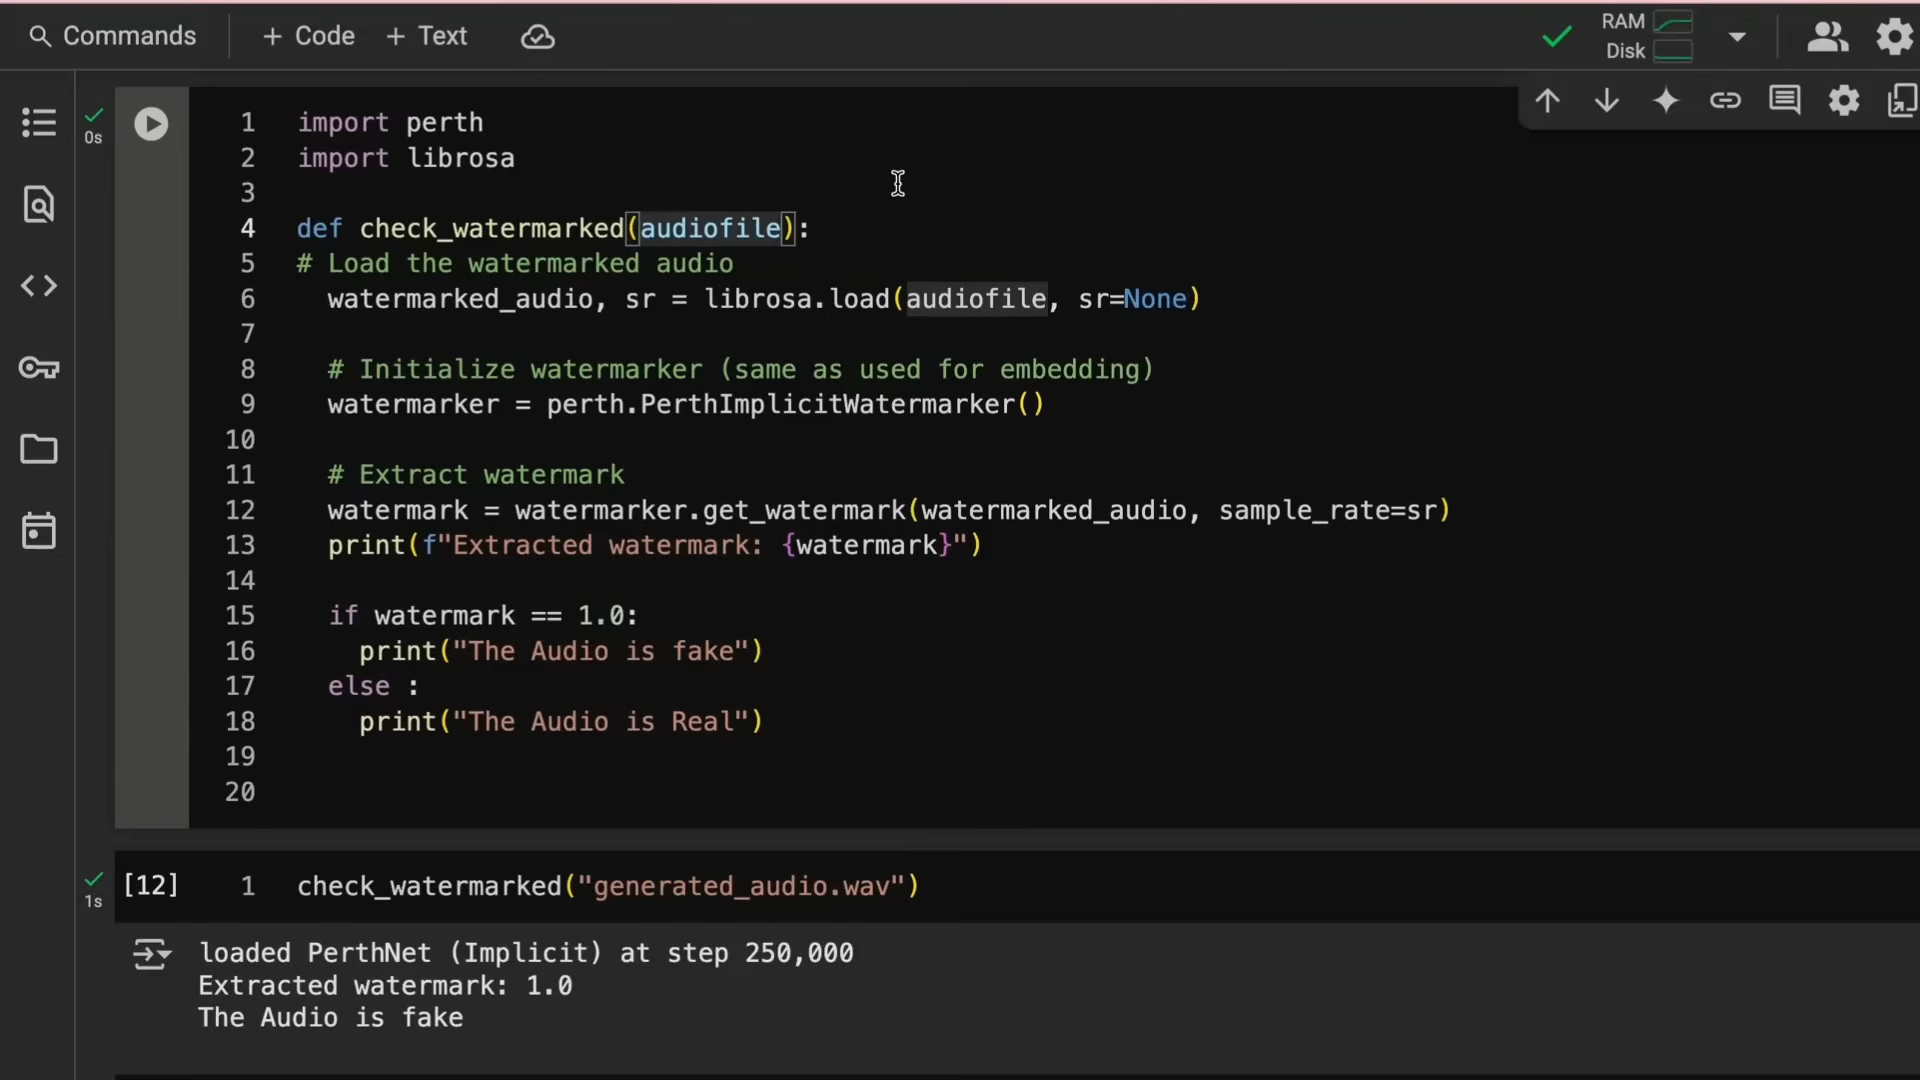 Commands + Code + Text RAM
Disk
0s
1 import perth
2 import librosa
3
4 def check_watermarked(audiofile):
5 # Load the watermarked audio
6 watermarked_audio, sr = librosa.load(audiofile, sr=None)
7
8 # Initialize watermarker (same as used for embedding)
9 watermarker = perth.PerthImplicitWatermarker()
10
11 # Extract watermark
12 watermark = watermarker.get_watermark(watermarked_audio, sample_rate=sr)
13 print(f"Extracted watermark: {watermark}")
14
15 if watermark == 1.0:
16 print("The Audio is fake")
17 else :
18 print("The Audio is Real")
19
20
1s [12] 1 check_watermarked("generated_audio.wav")
loaded PerthNet (Implicit) at step 250,000
Extracted watermark: 1.0
The Audio is fake